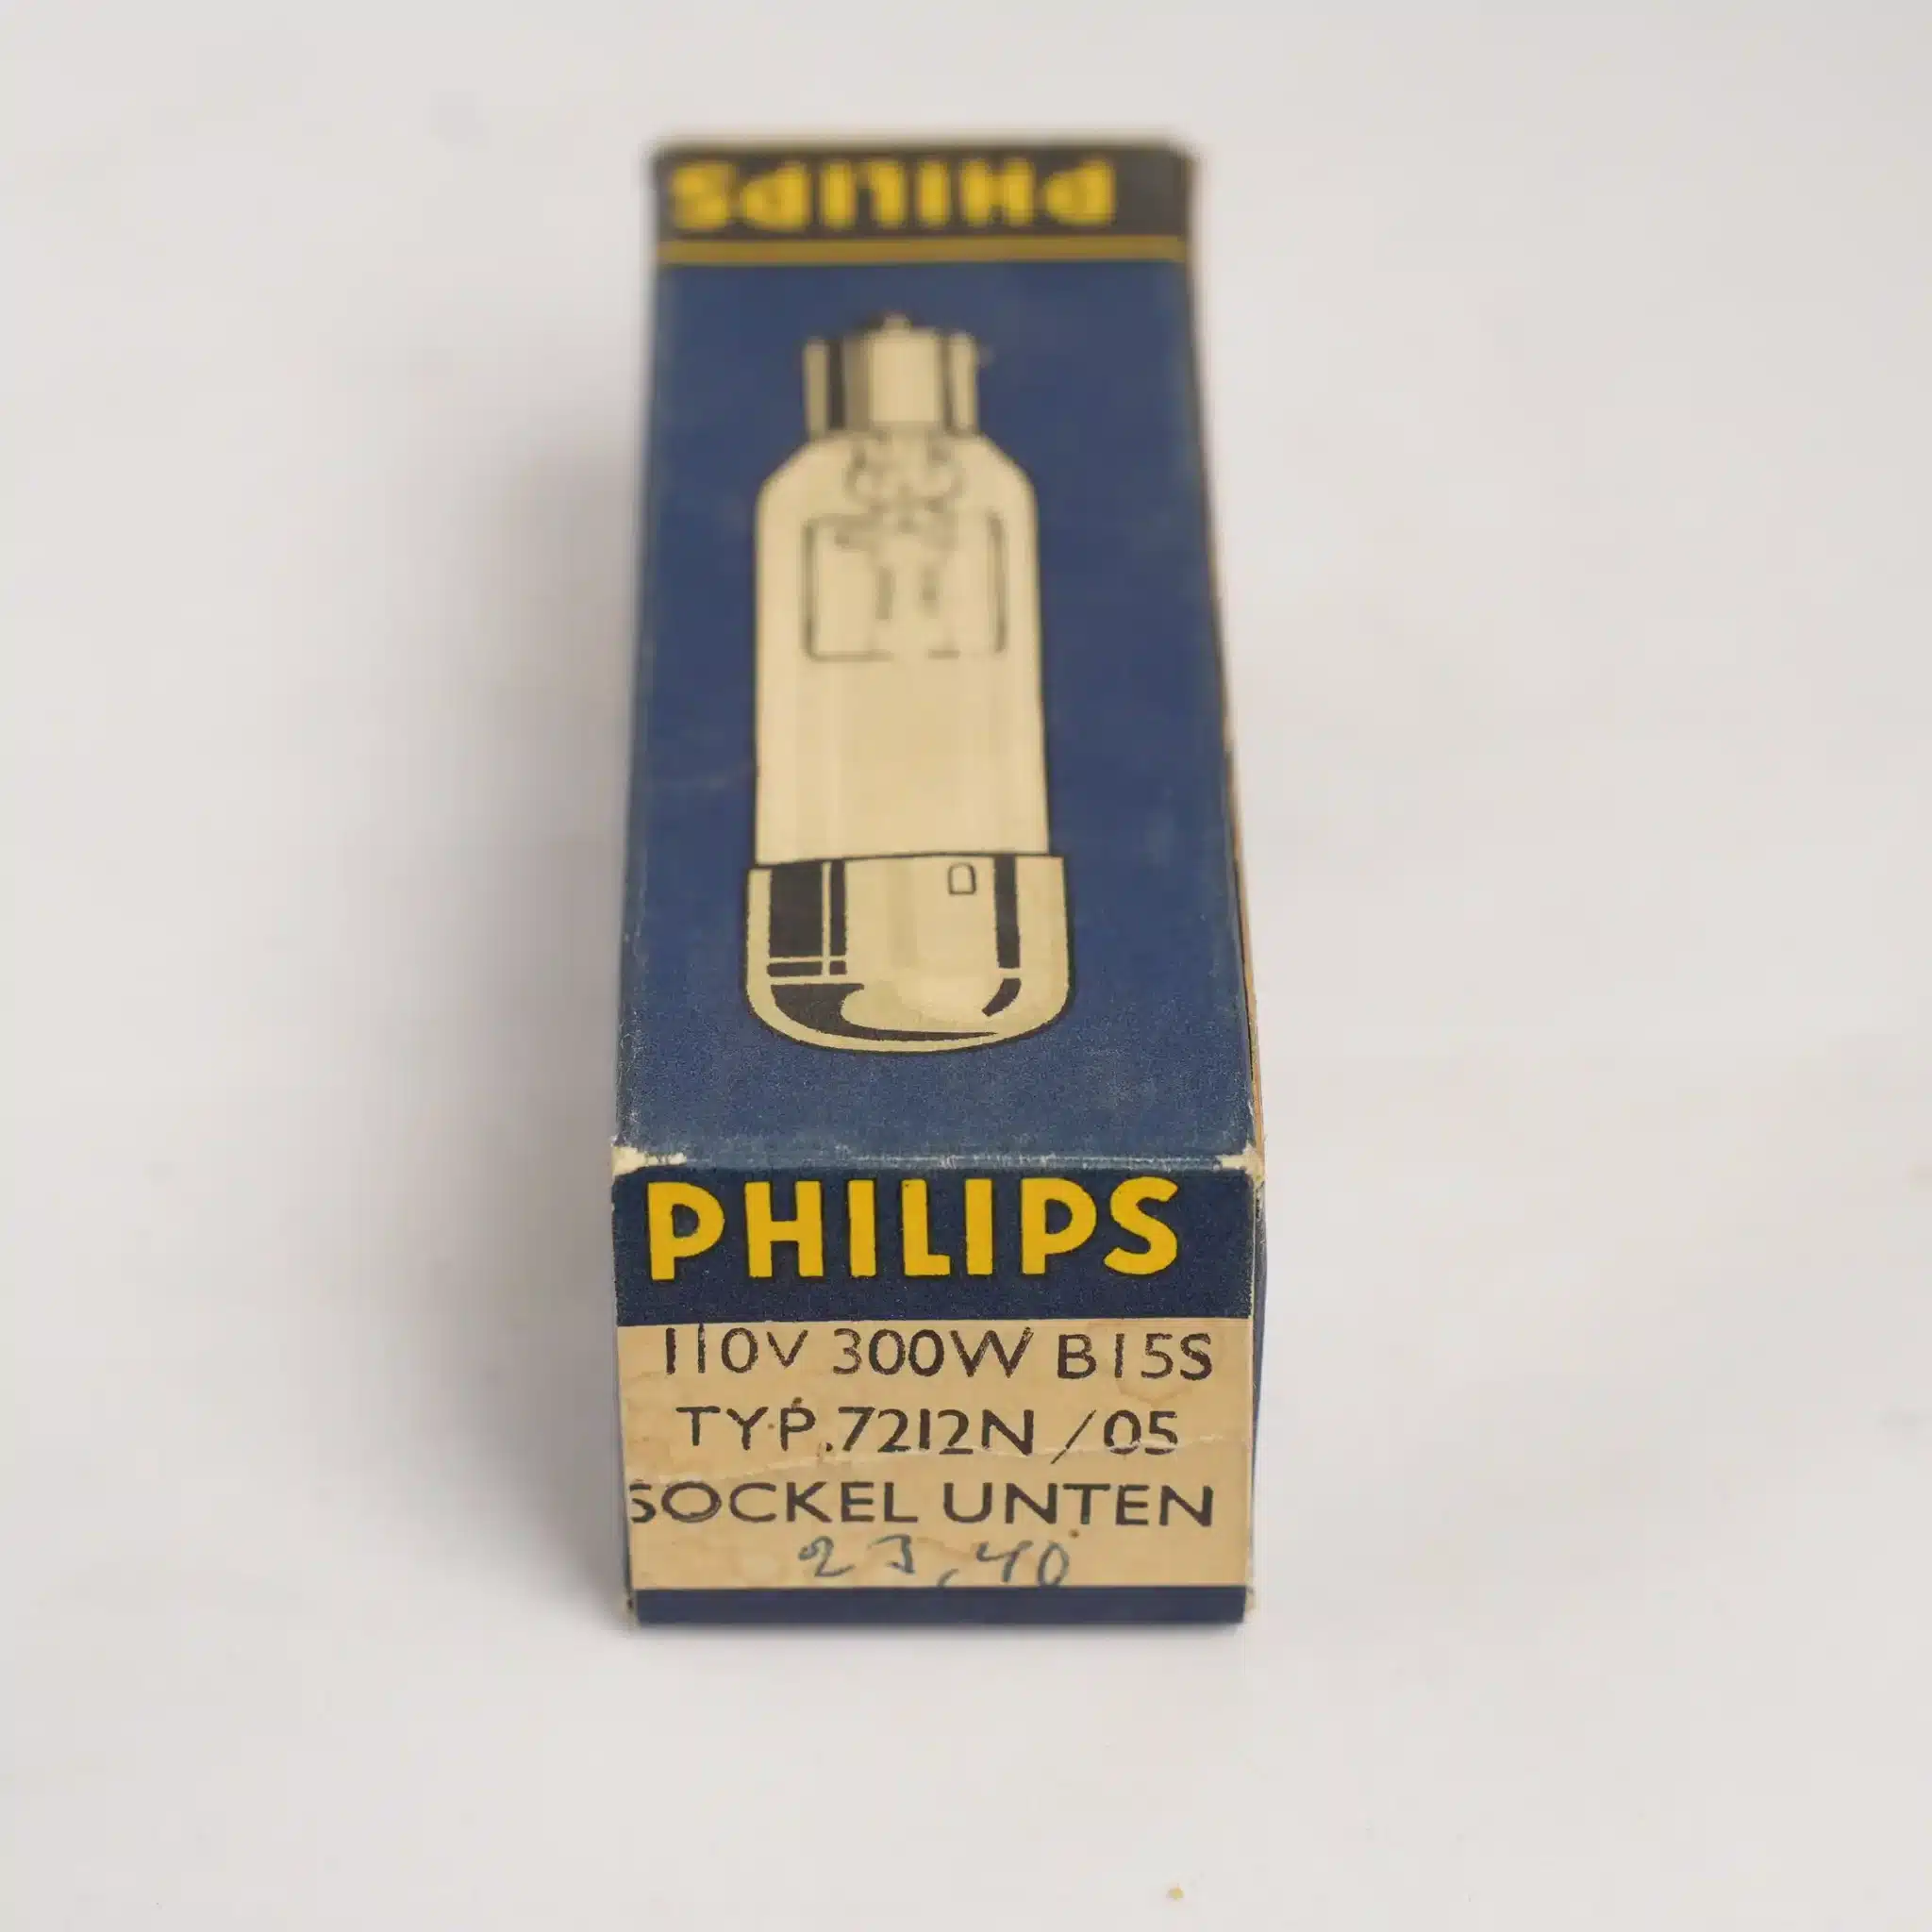 PHILIPS
PHILIPS
110V 300W B15S
TYP.7212N /05
SOCKEL UNTEN
23,40